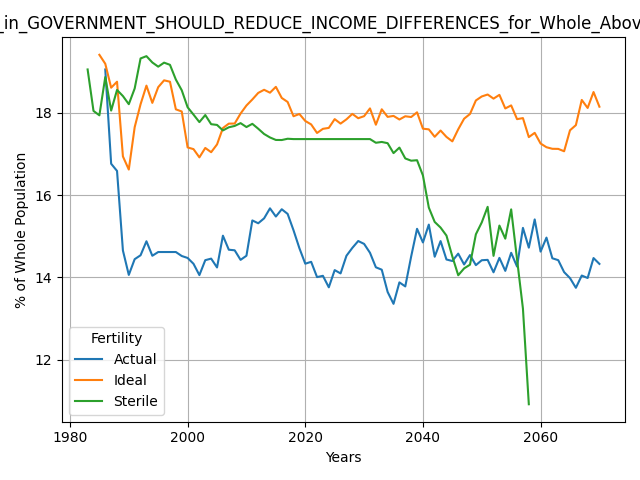 _in_GOVERNMENT_SHOULD_REDUCE_INCOME_DIFFERENCES_for_Whole_Abov
% of Whole Population
18
16
14
12
Fertility
Actual
Ideal
Sterile
1980
2000
2020
2040
2060
Years